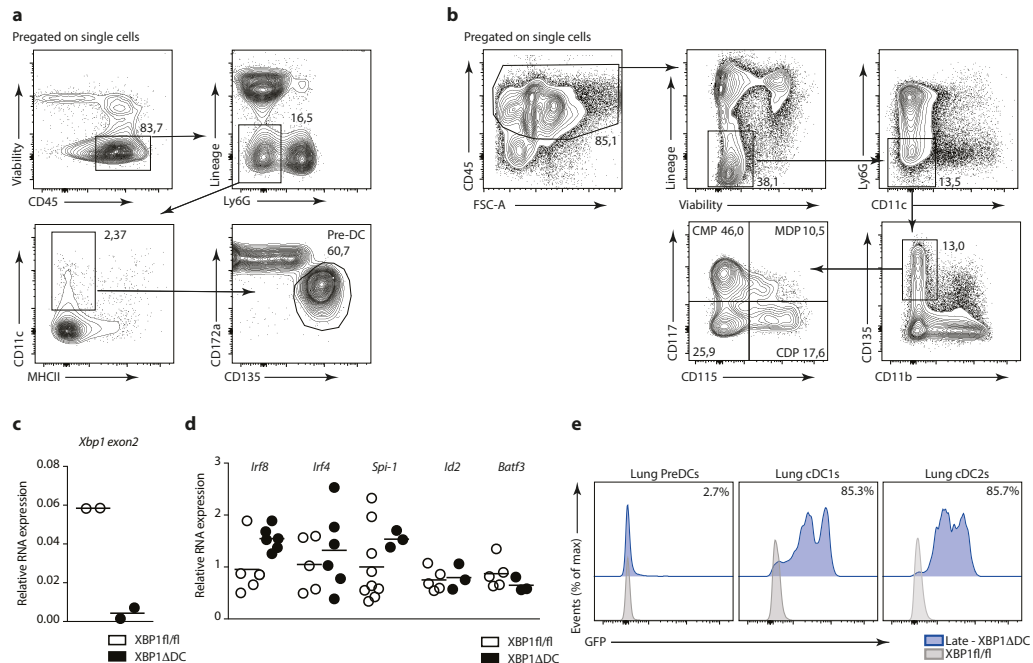 a
Pregated on single cells
83,7
Viability
CD45
16,5
Lineage
Ly6G
2,37
CD11c
MHCII
Pre-DC
60,7
CD172a
CD135
b
Pregated on single cells
85,1
CD45
FSC-A
38,1
Lineage
Viability
13,5
Ly6G
CD11c
CMP 46,0
MDP 10,5
25,9
CDP 17,6
CD117
CD115
13,0
CD135
CD11b
c
Xbp1 exon2
Relative RNA expression
0.08
0.06
0.04
0.02
0.00
XBP1fl/fl
XBP1ΔDC
d
Irf8 Irf4 Spi-1 Id2 Batf3
Relative RNA expression
3
2
1
0
XBP1fl/fl
XBP1ΔDC
e
Lung PreDCs
2.7%
Lung cDC1s
85.3%
Lung cDC2s
85.7%
Events (% of max)
GFP
Late - XBP1ΔDC
XBP1fl/fl